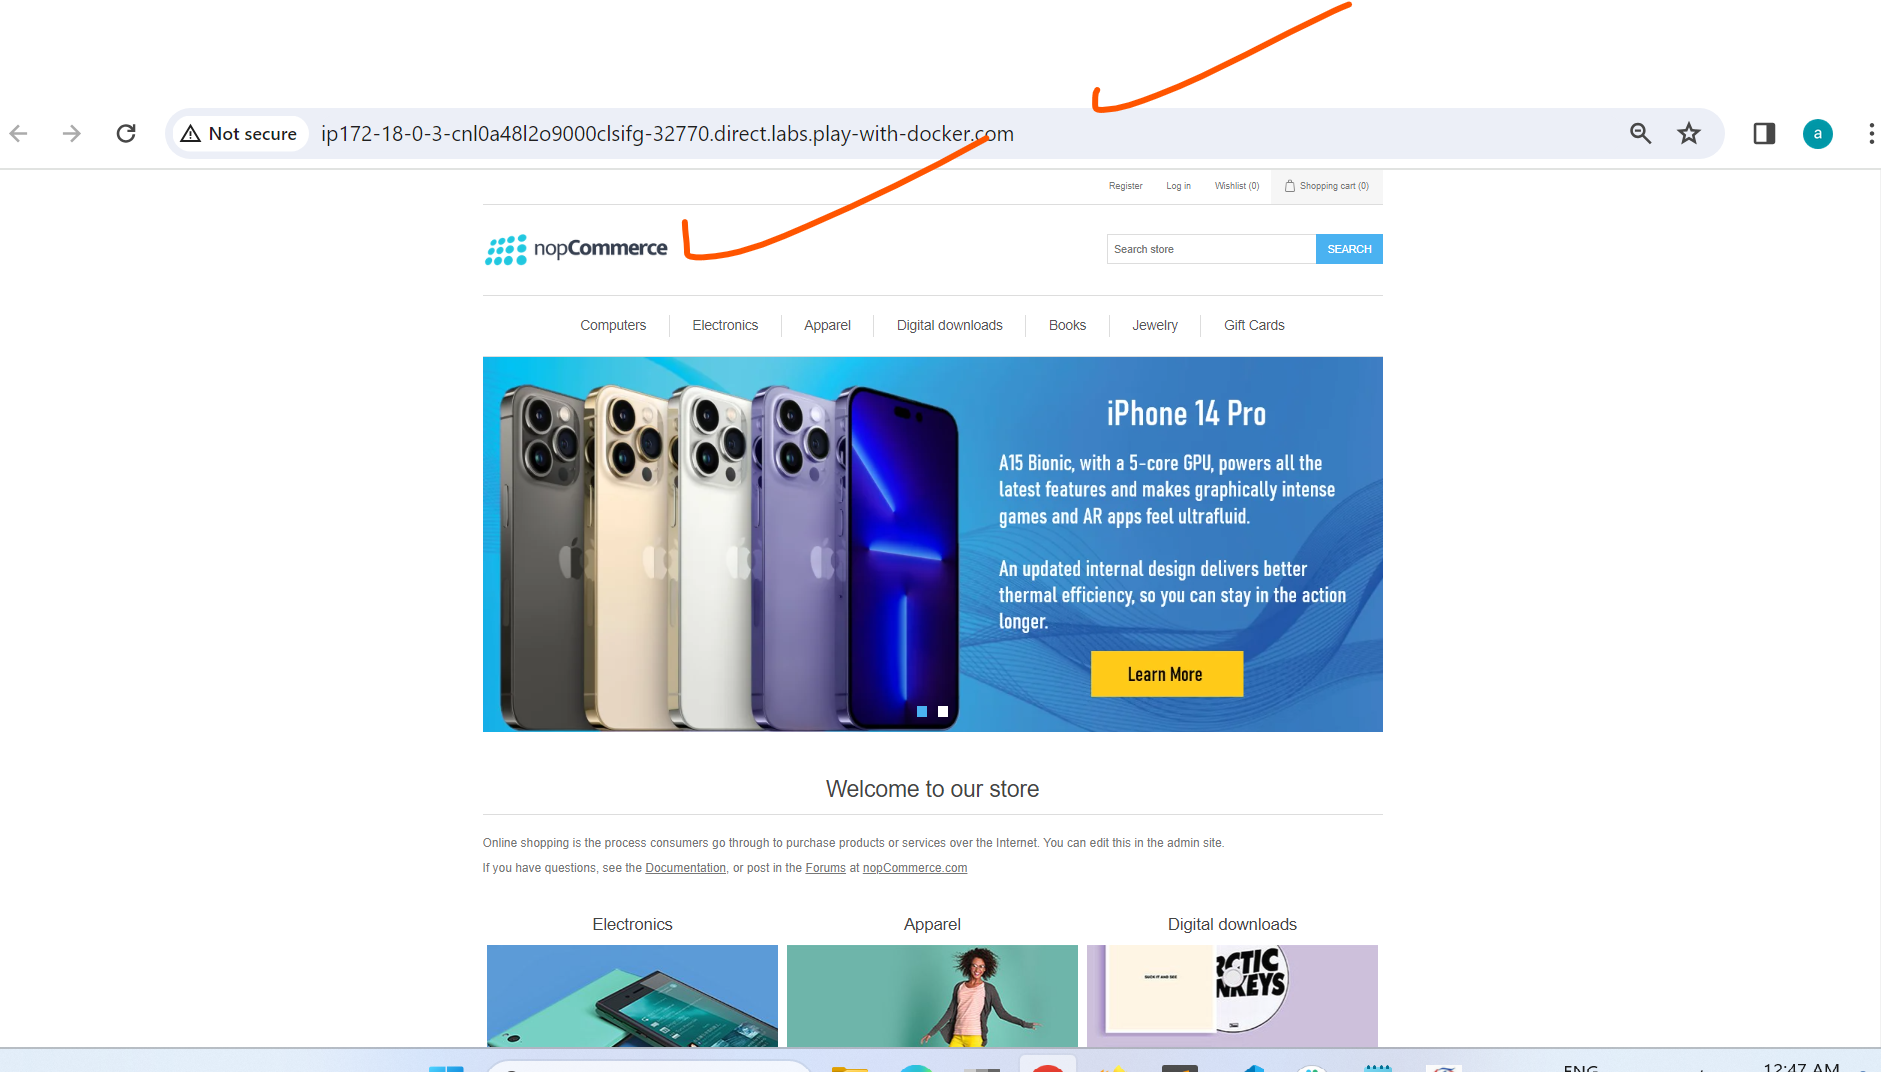 Not secure ip172-18-0-3-cnl0a48l2o9000clsifg-32770.direct.labs.play-with-docker.com a
Register Log in Wishlist (0) Shopping cart (0)
nopCommerce Search store SEARCH
Computers Electronics Apparel Digital downloads Books Jewelry Gift Cards
iPhone 14 Pro
A15 Bionic, with a 5-core GPU, powers all the
latest features and makes graphically intense
games and AR apps feel ultrafluid.
An updated internal design delivers better
thermal efficiency, so you can stay in the action
longer.
Learn More
Welcome to our store
Online shopping is the process consumers go through to purchase products or services over the Internet. You can edit this in the admin site.
If you have questions, see the Documentation, or post in the Forums at nopCommerce.com
Electronics Apparel Digital downloads
SUCK IT AND SEE
ENG 12:47 AM